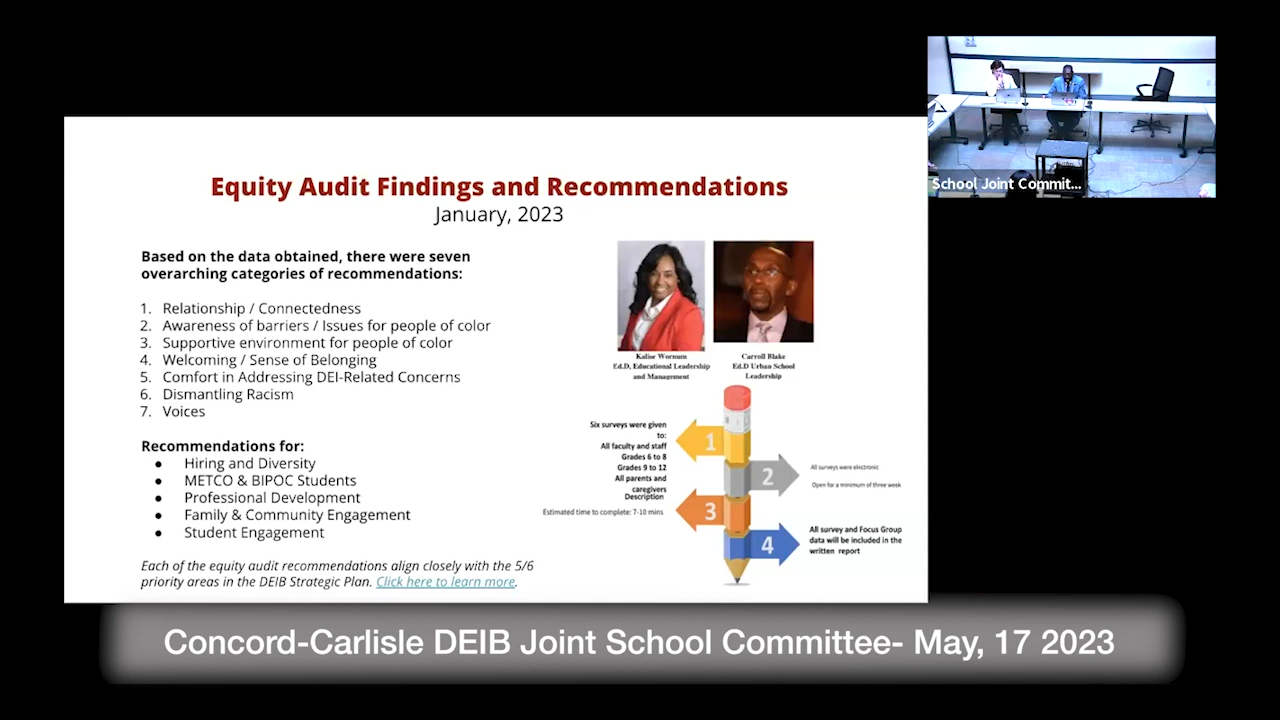 School Joint Commit...
Equity Audit Findings and Recommendations
January, 2023
Based on the data obtained, there were seven
overarching categories of recommendations:
1. Relationship / Connectedness
2. Awareness of barriers / Issues for people of color
3. Supportive environment for people of color
4. Welcoming / Sense of Belonging
5. Comfort in Addressing DEI-Related Concerns
6. Dismantling Racism
7. Voices
Recommendations for:
● Hiring and Diversity
● METCO & BIPOC Students
● Professional Development
● Family & Community Engagement
● Student Engagement
Each of the equity audit recommendations align closely with the 5/6
priority areas in the DEIB Strategic Plan. Click here to learn more.
Kalise Wornum
Ed.D, Educational Leadership
and Management
Carroll Blake
Ed.D Urban School
Leadership
Six surveys were given
to:
All faculty and staff
Grades 6 to 8
Grades 9 to 12
All parents and
caregivers
Description
1
2
All surveys were electronic
Open for a minimum of three week
Estimated time to complete: 7-10 mins
3
4
All survey and Focus Group
data will be included in the
written report
Concord-Carlisle DEIB Joint School Committee- May, 17 2023